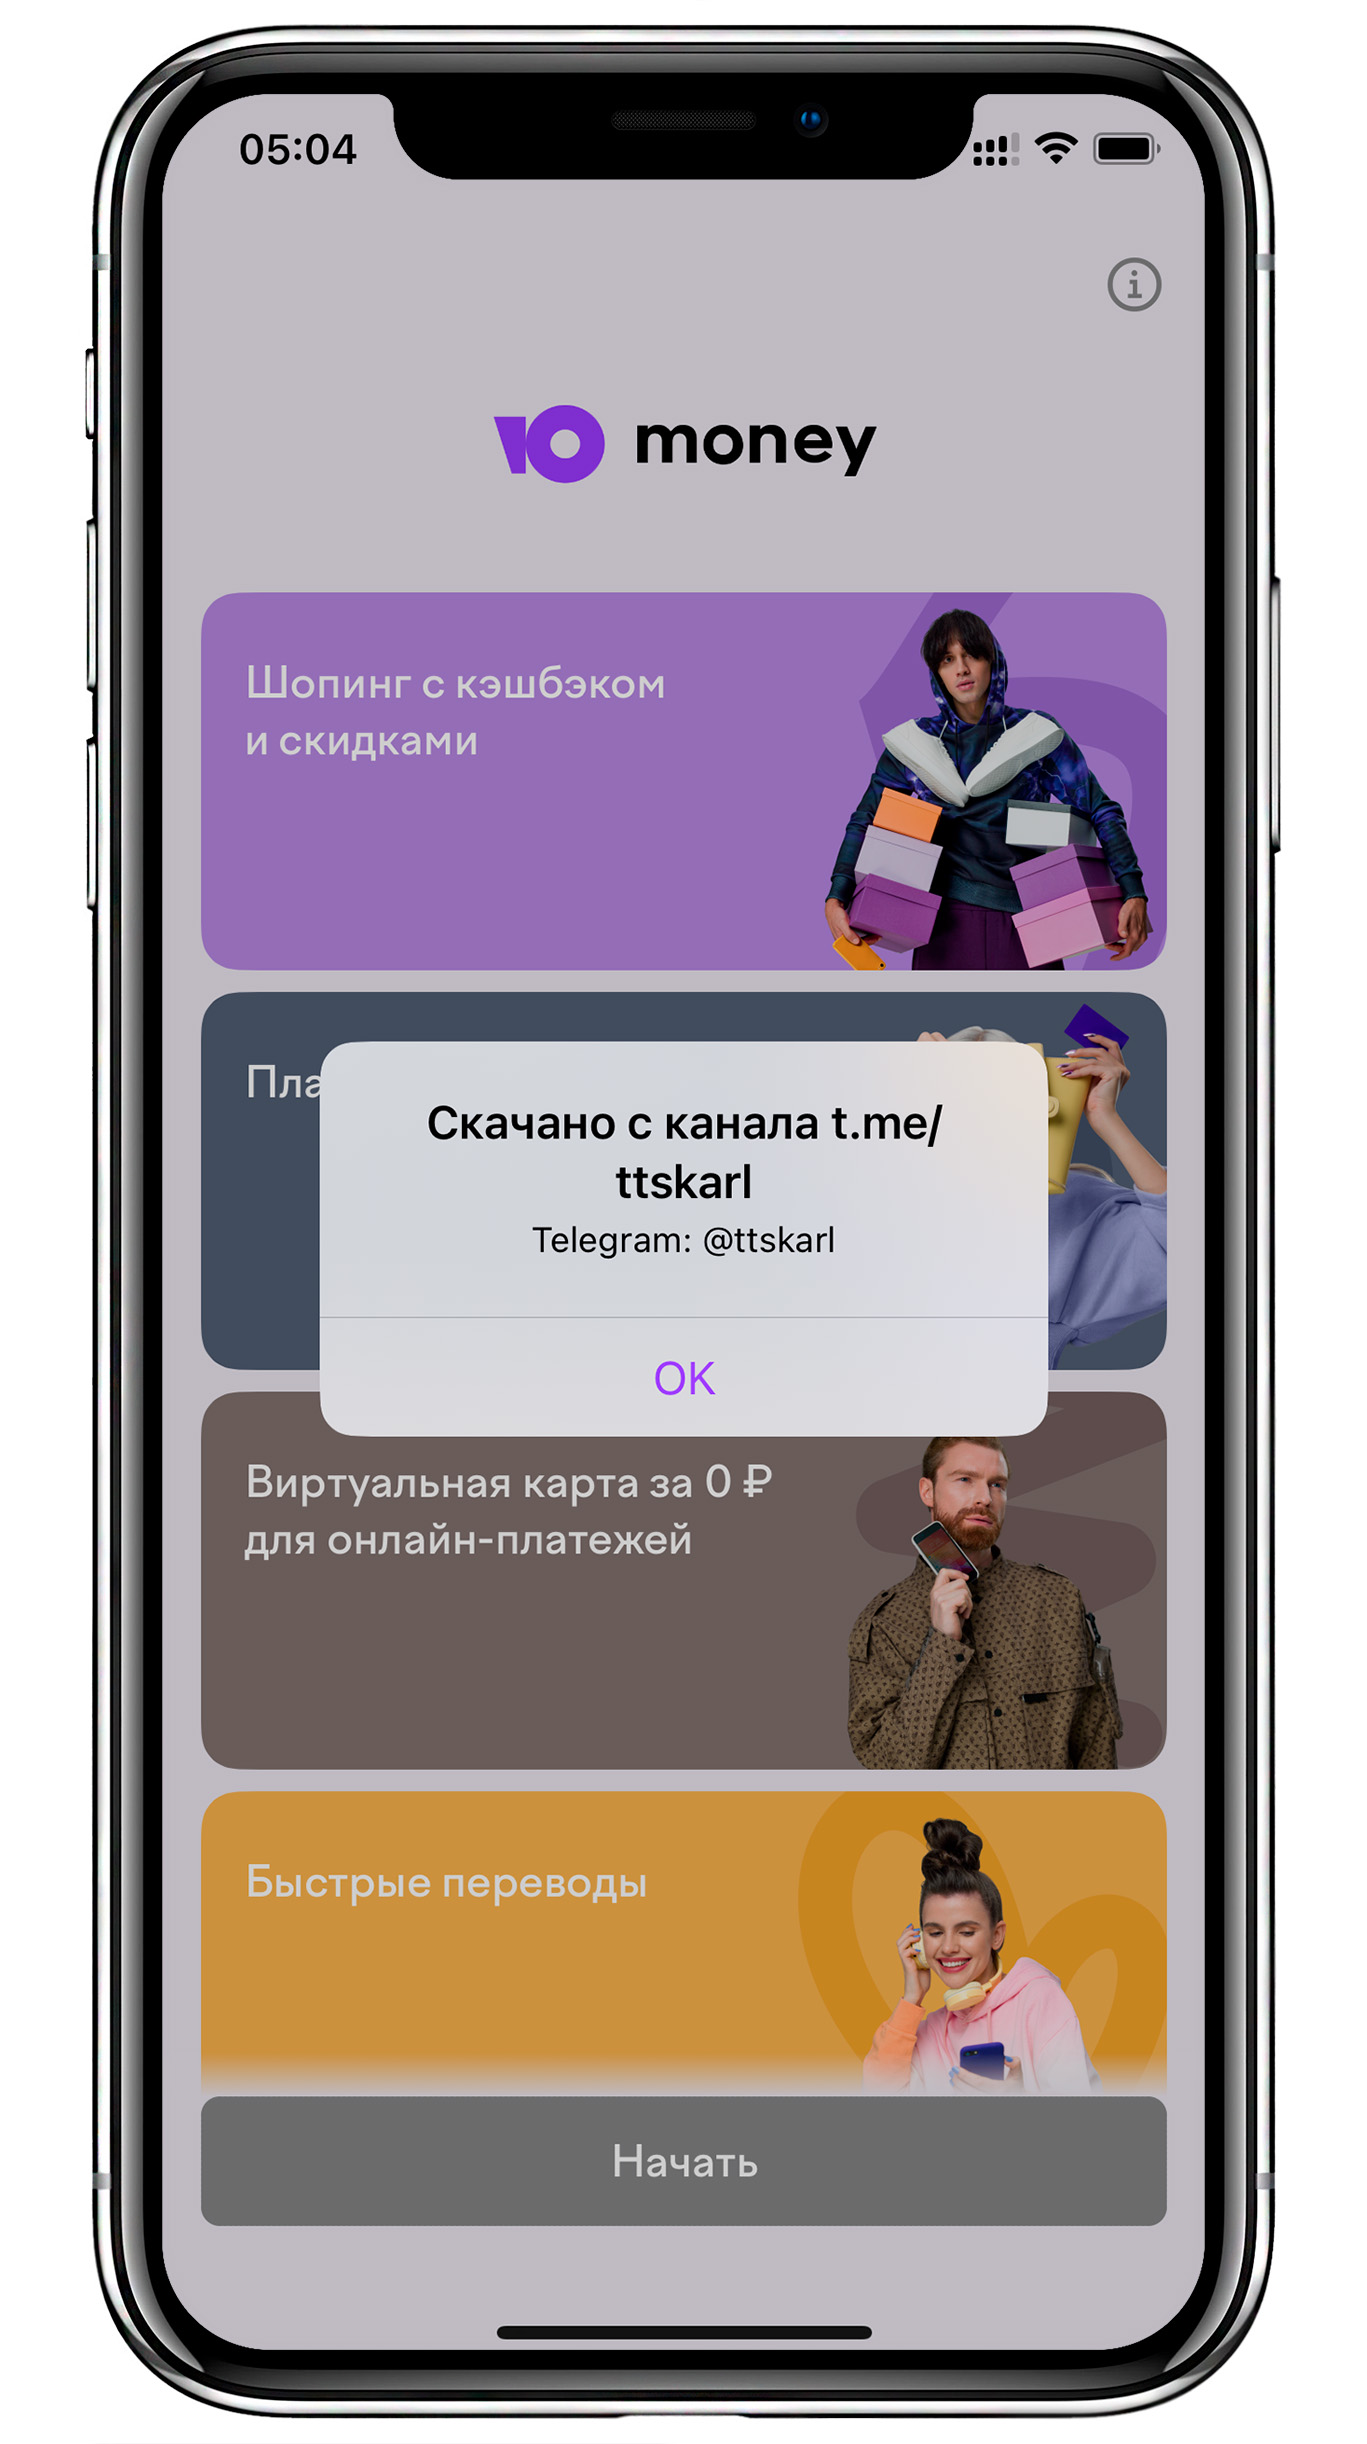 05:04
Ю money
Шопинг с кэшбэком
и скидками
Пла
Скачано с канала t.me/
ttskarl
Telegram: @ttskarl
OK
Виртуальная карта за 0 ₽
для онлайн-платежей
Быстрые переводы
Начать